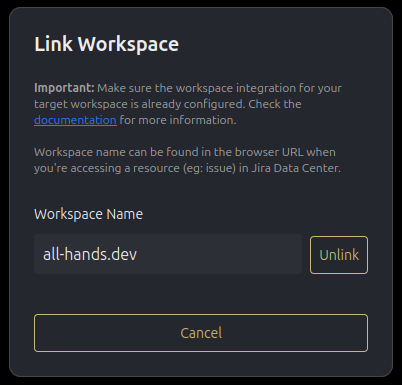 Link Workspace
Important: Make sure the workspace integration for your
target workspace is already configured. Check the
documentation for more information.
Workspace name can be found in the browser URL when
you're accessing a resource (eg: issue) in Jira Data Center.
Workspace Name
all-hands.dev
Unlink
Cancel